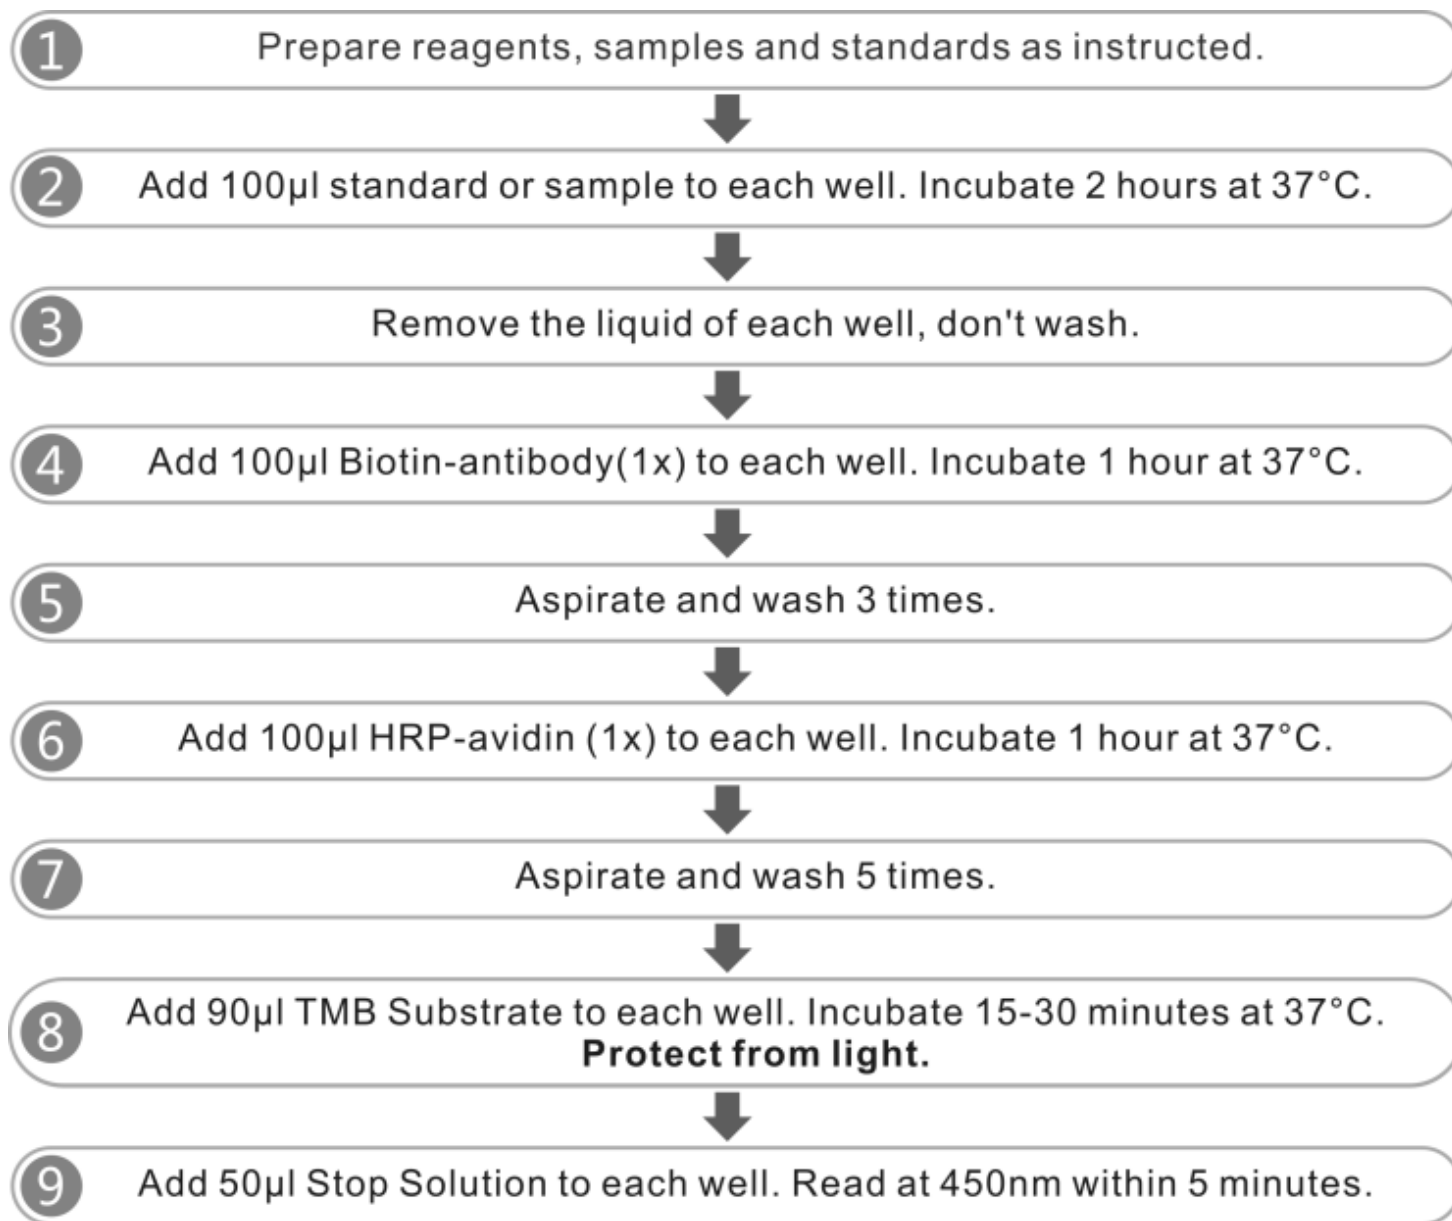 1 Prepare reagents, samples and standards as instructed.
2 Add 100µl standard or sample to each well. Incubate 2 hours at 37°C.
3 Remove the liquid of each well, don't wash.
4 Add 100µl Biotin-antibody(1x) to each well. Incubate 1 hour at 37°C.
5 Aspirate and wash 3 times.
6 Add 100µl HRP-avidin (1x) to each well. Incubate 1 hour at 37°C.
7 Aspirate and wash 5 times.
8 Add 90µl TMB Substrate to each well. Incubate 15-30 minutes at 37°C.
Protect from light.
9 Add 50µl Stop Solution to each well. Read at 450nm within 5 minutes.